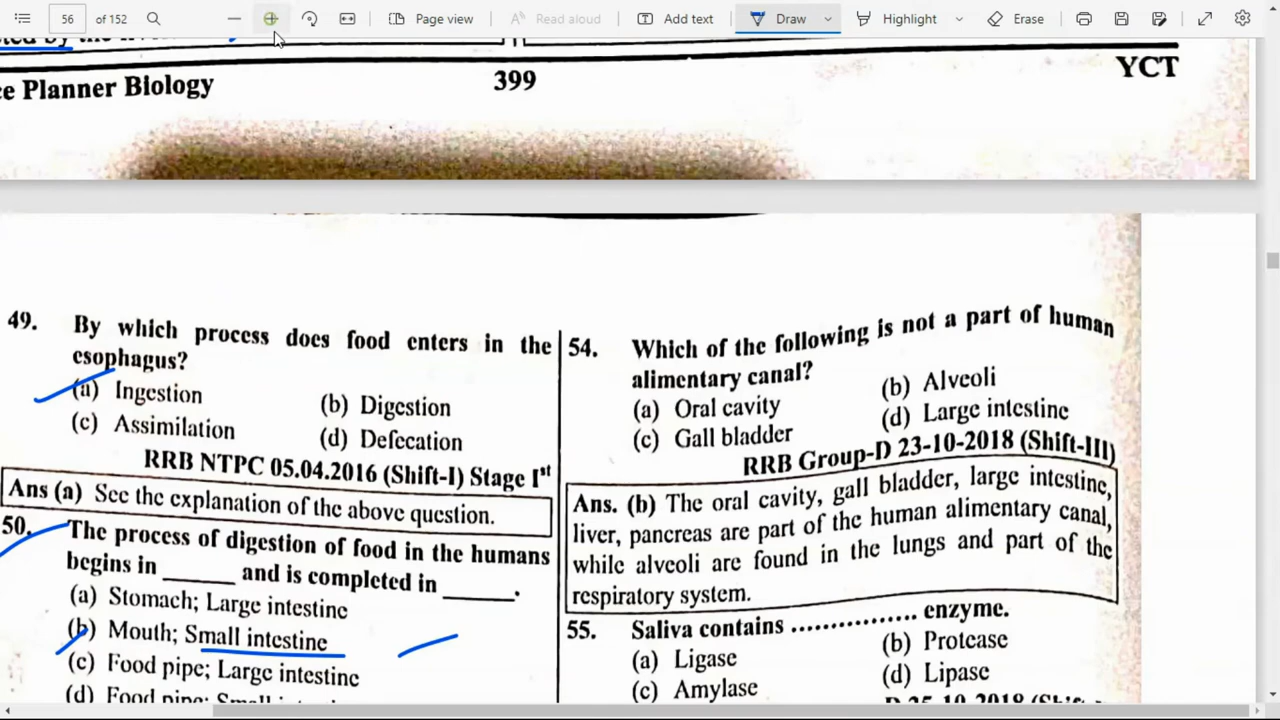 56 of 152 Page view Read aloud Add text Draw Highlight Erase
ce Planner Biology 399 YCT
49. By which process does food enters in the
esophagus?
(a) Ingestion (b) Digestion
(c) Assimilation (d) Defecation
RRB NTPC 05.04.2016 (Shift-I) Stage Ist
Ans (a) See the explanation of the above question.
50. The process of digestion of food in the humans
begins in ______ and is completed in ______.
(a) Stomach; Large intestine
(b) Mouth; Small intestine
(c) Food pipe; Large intestine
(d) Food pipe; Small
54. Which of the following is not a part of human
alimentary canal?
(a) Oral cavity (b) Alveoli
(c) Gall bladder (d) Large intestine
RRB Group-D 23-10-2018 (Shift-III)
Ans. (b) The oral cavity, gall bladder, large intestine,
liver, pancreas are part of the human alimentary canal,
while alveoli are found in the lungs and part of the
respiratory system.
55. Saliva contains ................ enzyme.
(a) Ligase (b) Protease
(c) Amylase (d) Lipase